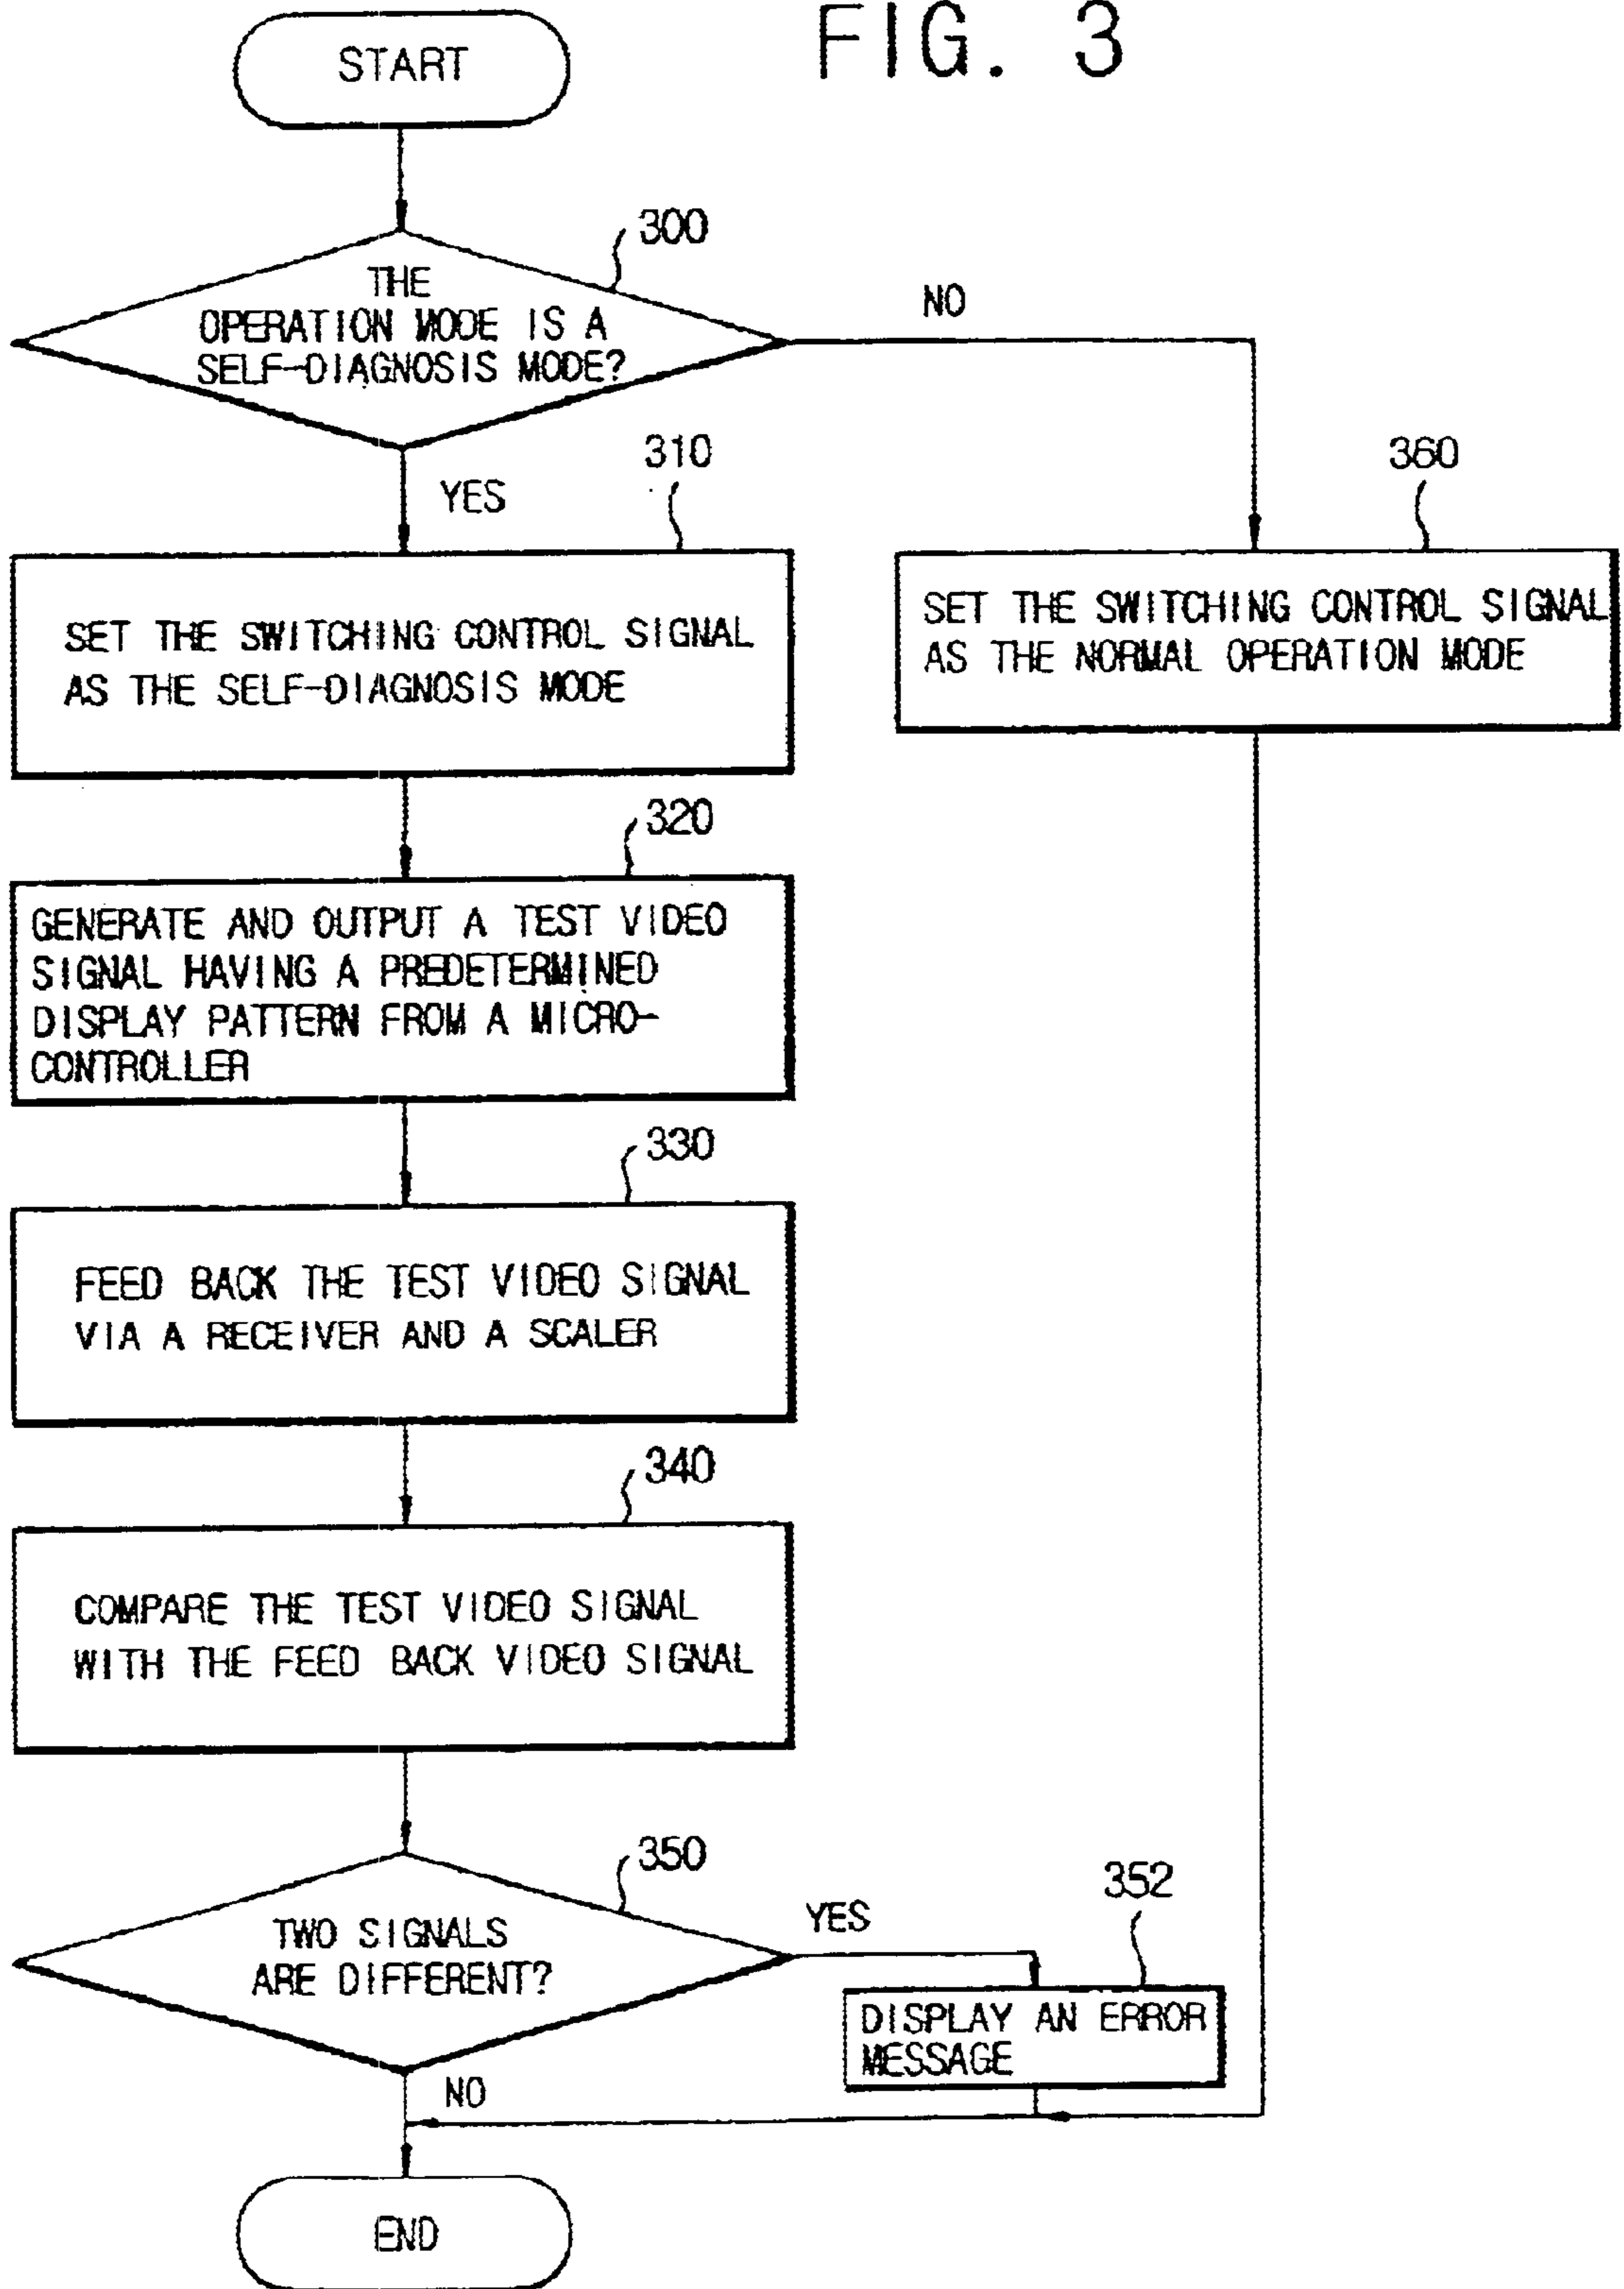 FIG. 3
START
300
THE
OPERATION MODE IS A
SELF-DIAGNOSIS MODE?
NO
YES
310
SET THE SWITCHING CONTROL SIGNAL
AS THE SELF-DIAGNOSIS MODE
360
SET THE SWITCHING CONTROL SIGNAL
AS THE NORMAL OPERATION MODE
320
GENERATE AND OUTPUT A TEST VIDEO
SIGNAL HAVING A PREDETERMINED
DISPLAY PATTERN FROM A MICRO-
CONTROLLER
330
FEED BACK THE TEST VIDEO SIGNAL
VIA A RECEIVER AND A SCALER
340
COMPARE THE TEST VIDEO SIGNAL
WITH THE FEED BACK VIDEO SIGNAL
350
TWO SIGNALS
ARE DIFFERENT?
YES
352
DISPLAY AN ERROR
MESSAGE
NO
END